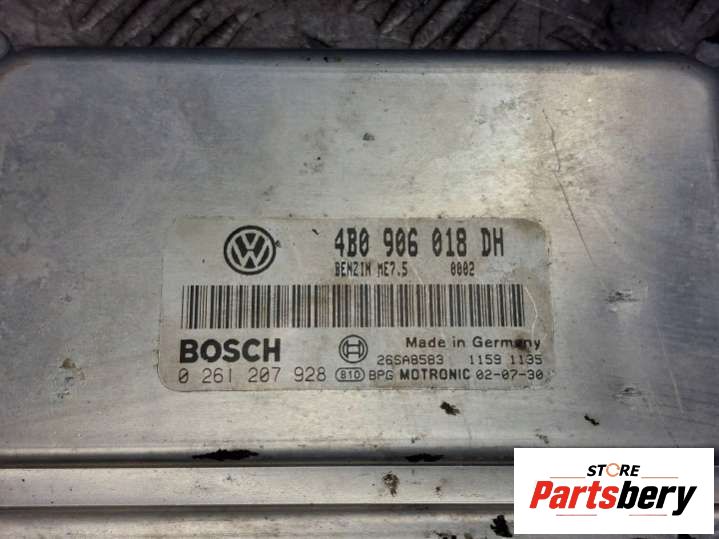 4B0 906 018 DH
BENZIN ME7.5 0002
BOSCH
Made in Germany
26SA8583 1159 1135
0 261 207 928 810 BPG MOTRONIC 02-07-30
STORE
Partsbery